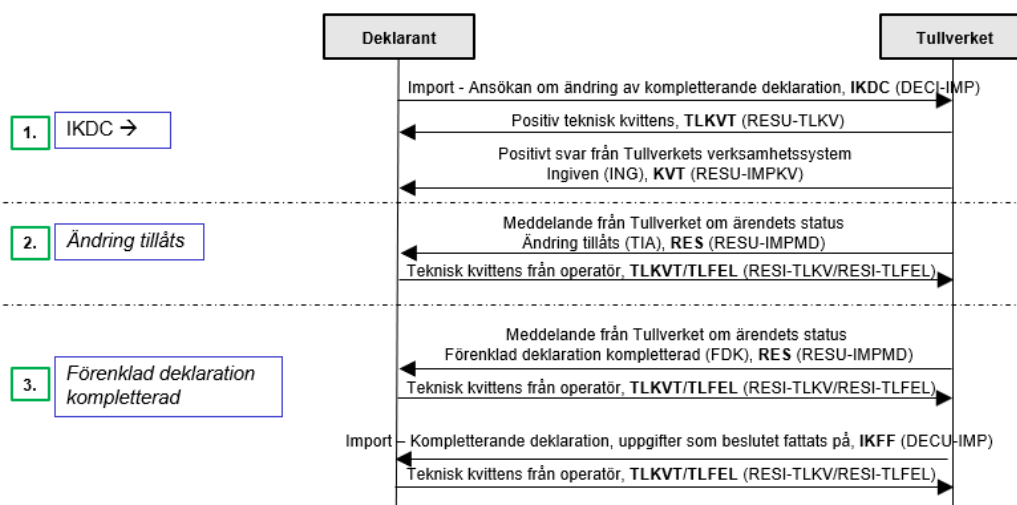 Deklarant
Tullverket
Import - Ansökan om ändring av kompletterande deklaration, IKDC (DECI-IMP)
1.
IKDC →
Positiv teknisk kvittens, TLKVT (RESU-TLKV)
Positivt svar från Tullverkets verksamhetssystem
Ingiven (ING), KVT (RESU-IMPKV)
2.
Ändring tillåts
Meddelande från Tullverket om ärendets status
Ändring tillåts (TIA), RES (RESU-IMPMD)
Teknisk kvittens från operatör, TLKVT/TLFEL (RESI-TLKV/RESI-TLFEL)
3.
Förenklad deklaration
kompletterad
Meddelande från Tullverket om ärendets status
Förenklad deklaration kompletterad (FDK), RES (RESU-IMPMD)
Teknisk kvittens från operatör, TLKVT/TLFEL (RESI-TLKV/RESI-TLFEL)
Import – Kompletterande deklaration, uppgifter som beslutet fattats på, IKFF (DECU-IMP)
Teknisk kvittens från operatör, TLKVT/TLFEL (RESI-TLKV/RESI-TLFEL)